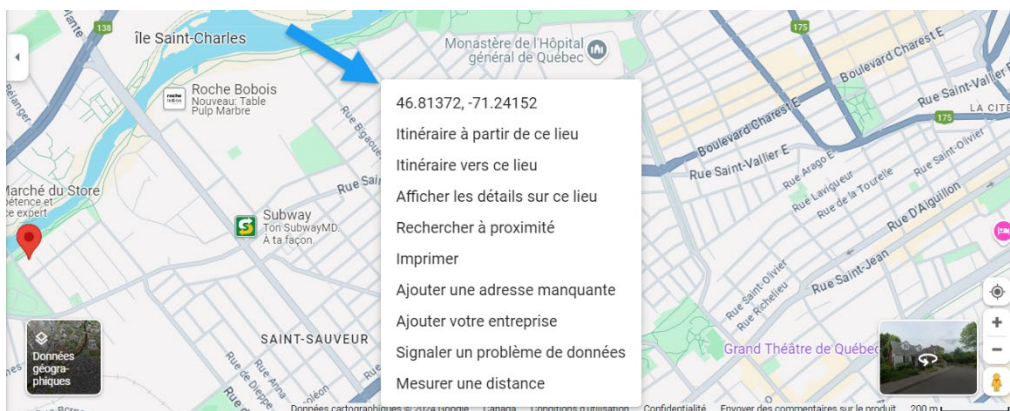 138
île Saint-Charles
Monastère de l'Hôpital
général de Québec
175
Boulevard Charest E
Rue Saint-Vallier E
LA CITÉ
175
Roche Bobois
Nouveau: Table
Pulp Marbre
46.81372, -71.24152
Itinéraire à partir de ce lieu
Itinéraire vers ce lieu
Afficher les détails sur ce lieu
Rechercher à proximité
Imprimer
Ajouter une adresse manquante
Ajouter votre entreprise
Signaler un problème de données
Mesurer une distance
Boulevard Charest E
Rue Saint-Vallier E
Rue Arago E
Rue Lavigueur
Rue de la Tourelle
Rue Saint-Olivier
Rue D'Aiguillon
Rue Saint-Jean
Rue Saint-Olivier
Rue Richelieu
Marché du Store
Subway
Ton SubwayMD.
À ta façon.
SAINT-SAUVEUR
Données
géogra-
phiques
Rue de Dieppe
Rue Anna
Grand Théâtre de Québec
Données cartographiques © 2024 Google
Canada
Conditions d'utilisation
Confidentialité
Envoyer des commentaires sur le produit
200 m